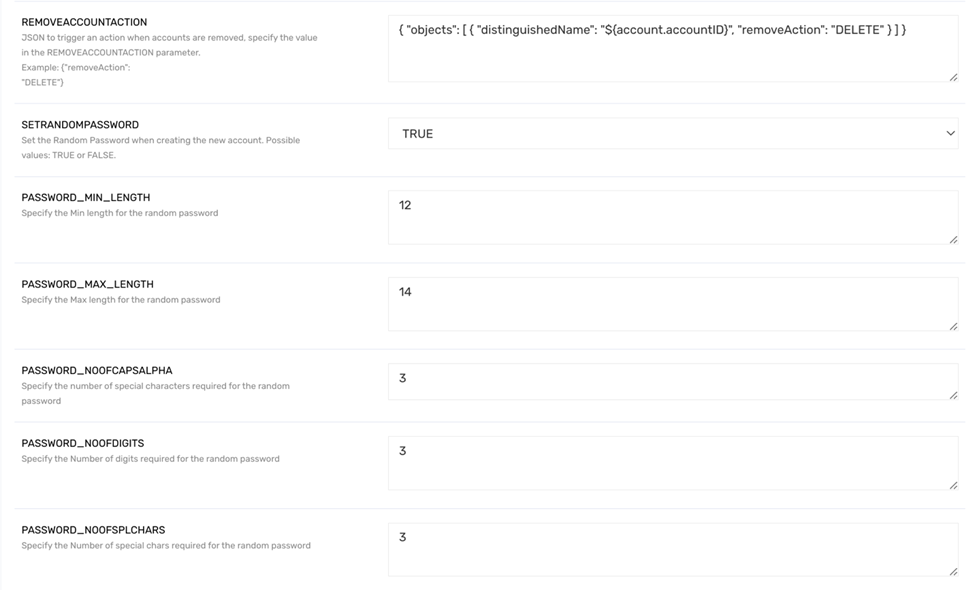 REMOVEACCOUNTACTION
JSON to trigger an action when accounts are removed, specify the value
in the REMOVEACCOUNTACTION parameter.
Example: {"removeAction":
"DELETE"}
{ "objects": [ { "distinguishedName": "${account.accountID}", "removeAction": "DELETE" } ] }
SETRANDOMPASSWORD
Set the Random Password when creating the new account. Possible
values: TRUE or FALSE.
TRUE
PASSWORD_MIN_LENGTH
Specify the Min length for the random password
12
PASSWORD_MAX_LENGTH
Specify the Max length for the random password
14
PASSWORD_NOOFCAPSALPHA
Specify the number of special characters required for the random
password
3
PASSWORD_NOOFDIGITS
Specify the Number of digits required for the random password
3
PASSWORD_NOOFSPLCHARS
Specify the Number of special chars required for the random password
3